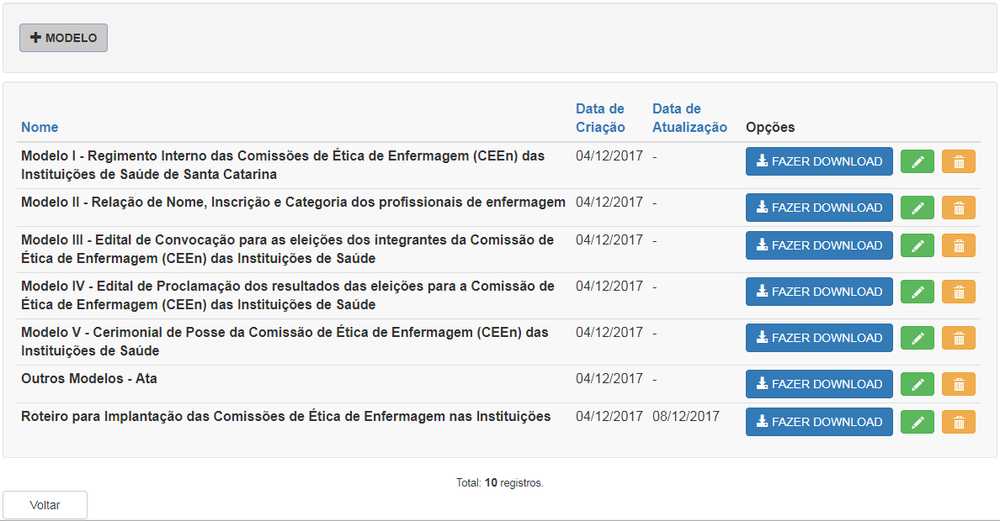 MODELO
Data de
Data de
Nome
Criação
Atualização
Opções
Modelo I - Regimento Interno das Comissões de Ética de Enfermagem (CEEn) das
04/12/2017
-
FAZER DOWNLOAD
Instituições de Saúde de Santa Catarina
Modelo II - Relação de Nome, Inscrição e Categoria dos profissionais de enfermagem
04/12/2017
-
FAZER DOWNLOAD
Modelo III - Edital de Convocação para as eleições dos integrantes da Comissão de
04/12/2017
-
FAZER DOWNLOAD
Ética de Enfermagem (CEEn) das Instituições de Saúde
Modelo IV - Edital de Proclamação dos resultados das eleições para a Comissão de
04/12/2017
-
FAZER DOWNLOAD
Ética de Enfermagem (CEEn) das Instituições de Saúde
Modelo V - Cerimonial de Posse da Comissão de Ética de Enfermagem (CEEn) das
04/12/2017
-
FAZER DOWNLOAD
Instituições de Saúde
Outros Modelos - Ata
04/12/2017
-
FAZER DOWNLOAD
Roteiro para Implantação das Comissões de Ética de Enfermagem nas Instituições
04/12/2017
08/12/2017
FAZER DOWNLOAD
Total: 10 registros.
Voltar